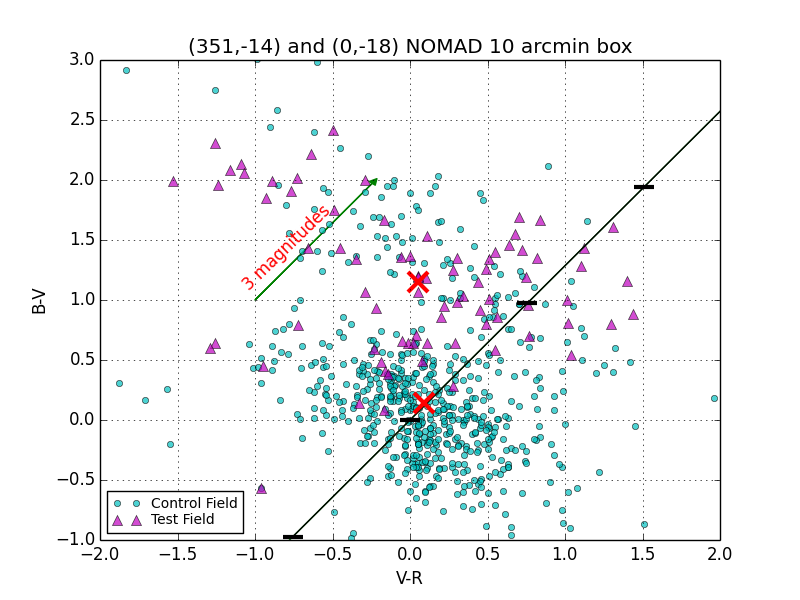 (351,-14) and (0,-18) NOMAD 10 arcmin box
3.0
2.5
2.0
1.5
1.0
0.5
0.0
−0.5
−1.0
B-V
3 magnitudes
Control Field
Test Field
−2.0 −1.5 −1.0 −0.5 0.0 0.5 1.0 1.5 2.0
V-R